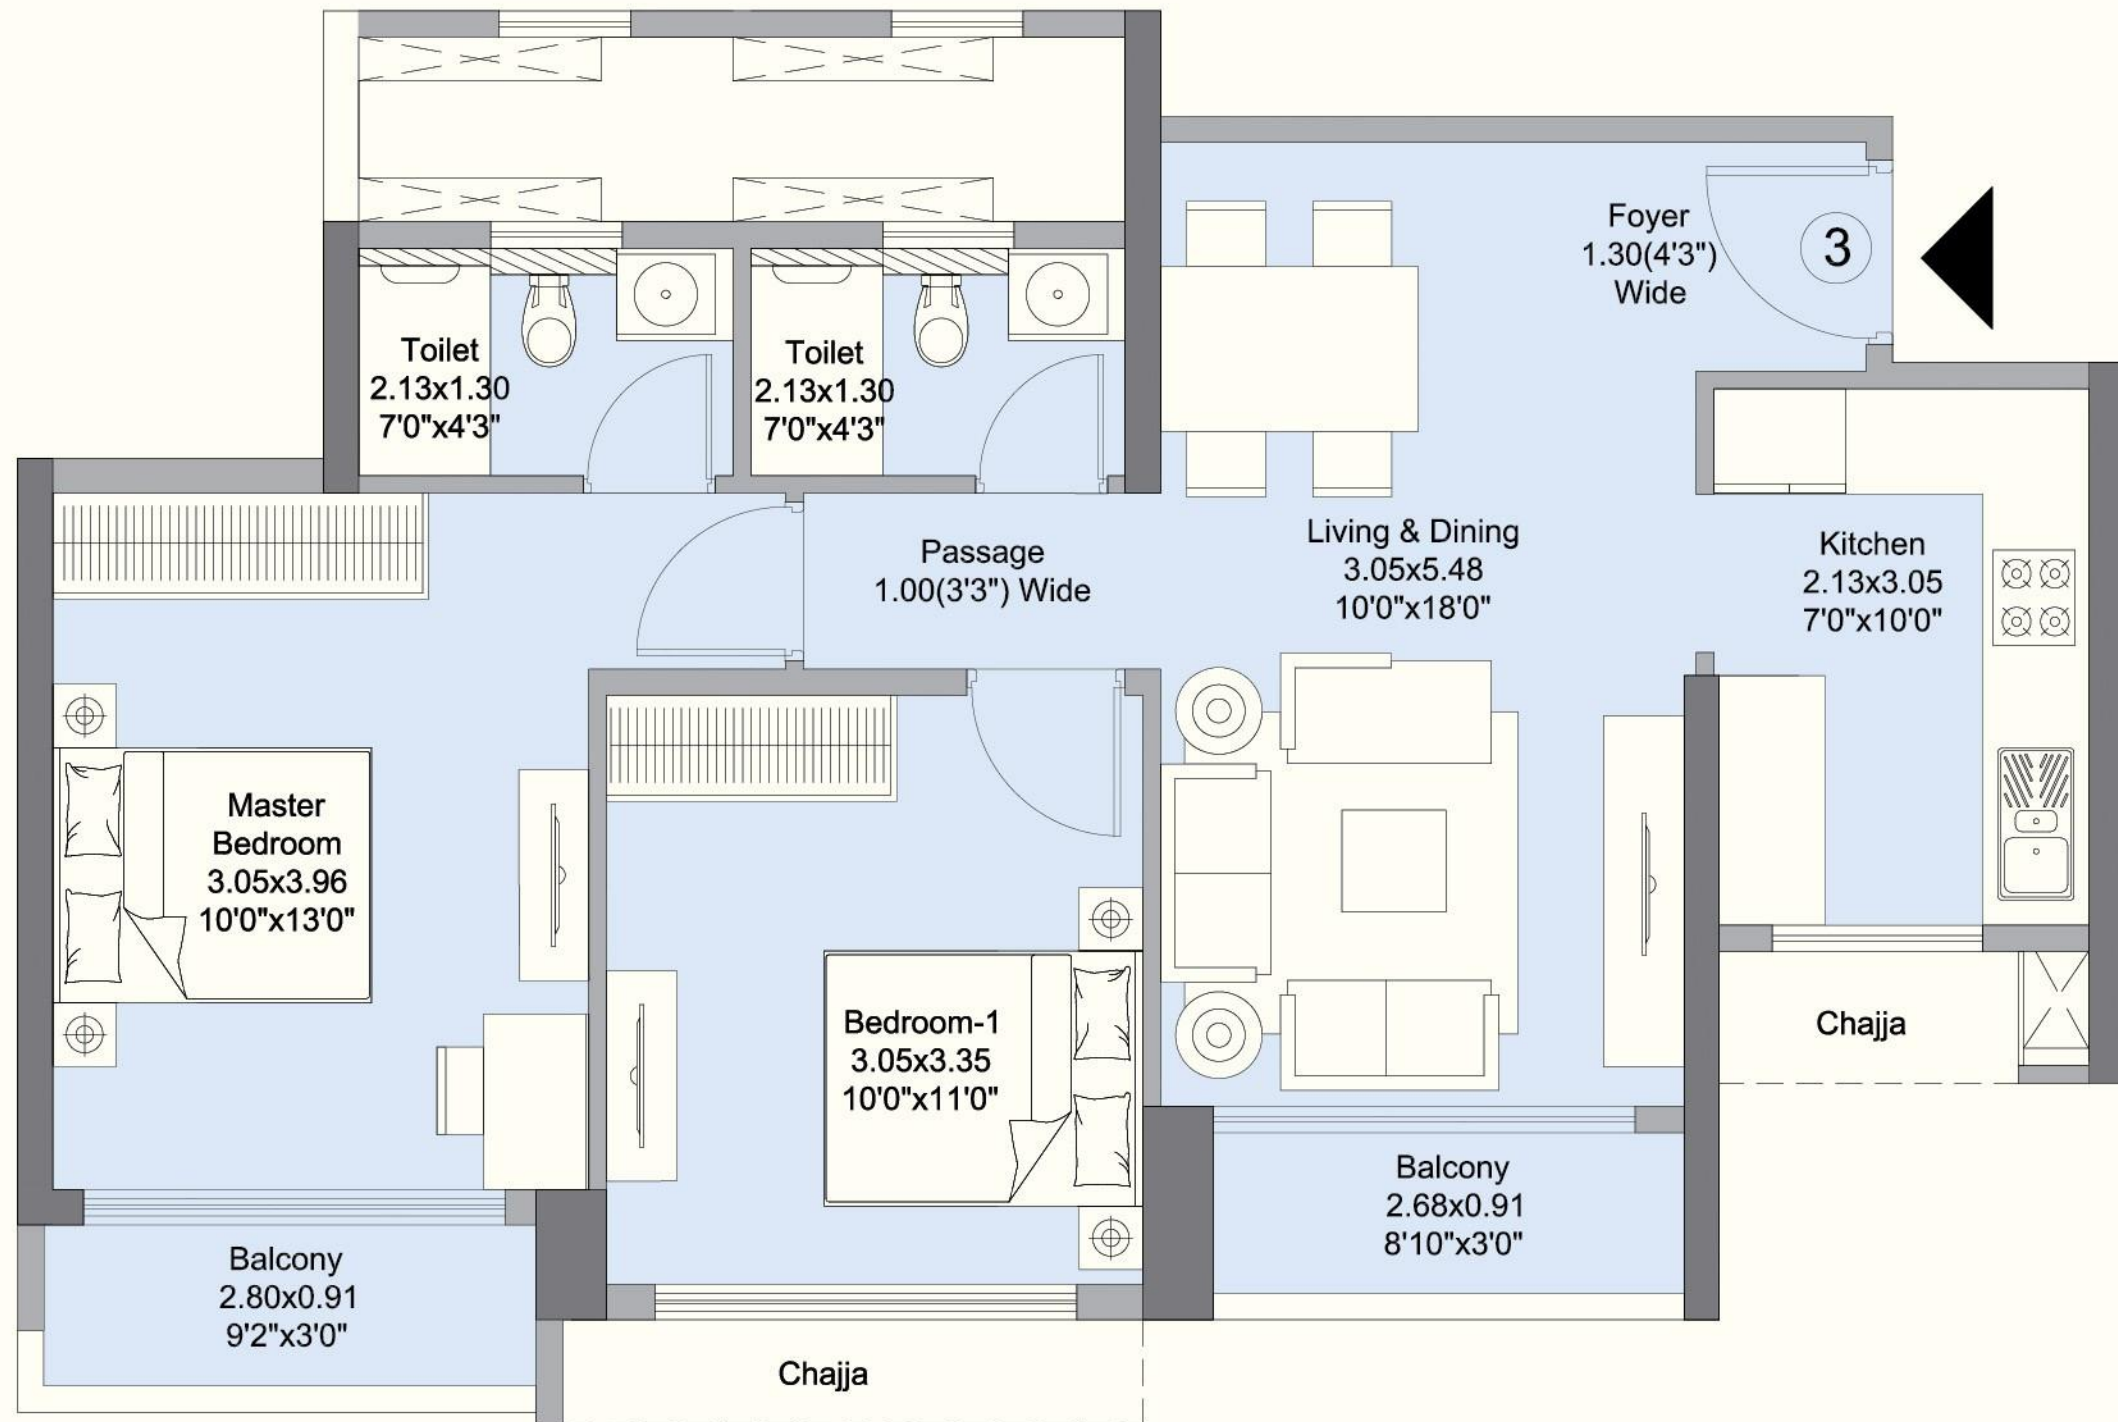 Foyer
1.30(4'3")
Wide
3
Toilet
2.13x1.30
7'0"x4'3"
Toilet
2.13x1.30
7'0"x4'3"
Passage
1.00(3'3") Wide
Living & Dining
3.05x5.48
10'0"x18'0"
Kitchen
2.13x3.05
7'0"x10'0"
Master
Bedroom
3.05x3.96
10'0"x13'0"
Bedroom-1
3.05x3.35
10'0"x11'0"
Chajja
Balcony
2.68x0.91
8'10"x3'0"
Balcony
2.80x0.91
9'2"x3'0"
Chajja